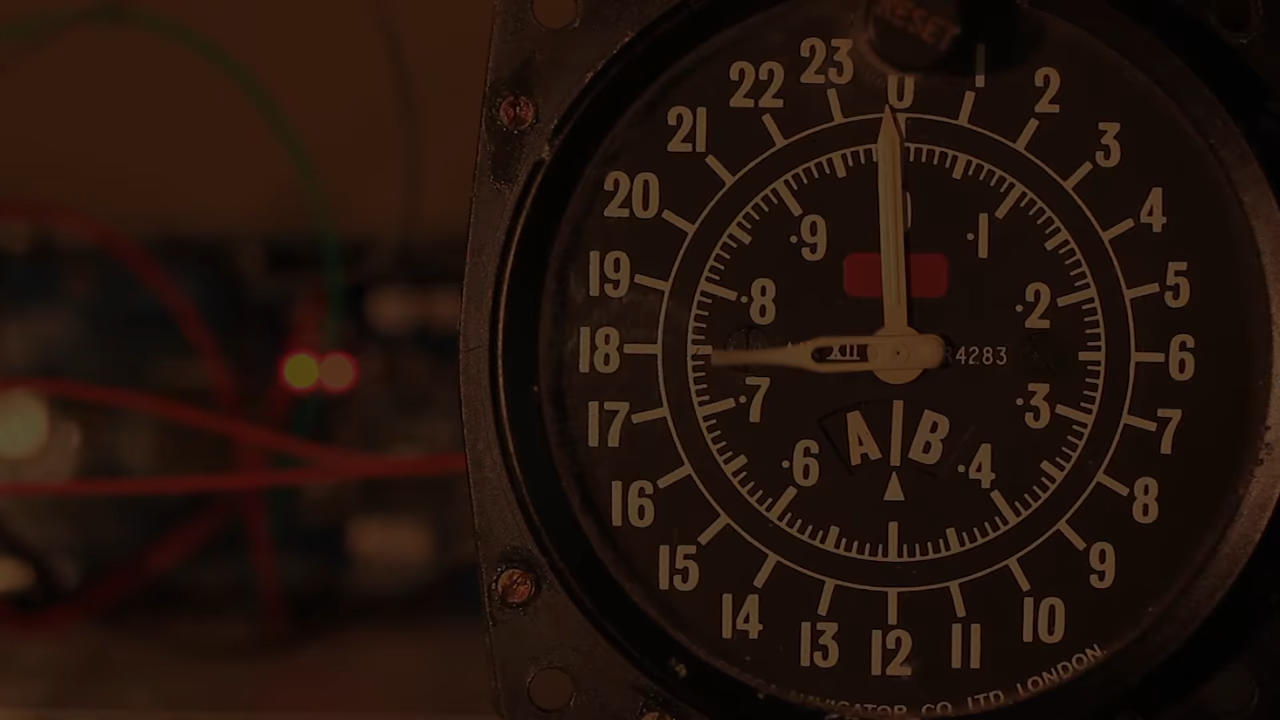 RESET
23 0 1 2
22 3
21 4
20 5
19 6
18 7
17 8
16 9
15 10
14 13 12 11
.9 .1
.8 .2
XII R4283
.7 .3
.6 A B .4
NAVIGATOR CO. LTD. LONDON.